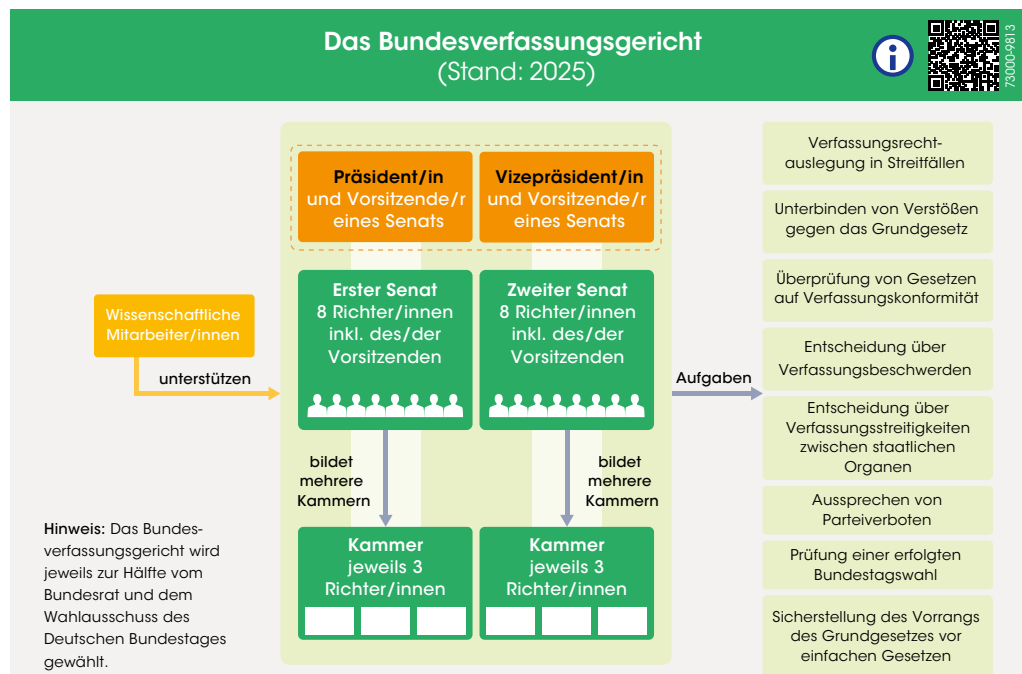 Das Bundesverfassungsgericht
(Stand: 2025)
73000-9813
Präsident/in
und Vorsitzende/r
eines Senats
Vizepräsident/in
und Vorsitzende/r
eines Senats
Erster Senat
8 Richter/innen
inkl. des/der
Vorsitzenden
Zweiter Senat
8 Richter/innen
inkl. des/der
Vorsitzenden
Wissenschaftliche
Mitarbeiter/innen
unterstützen
bildet
mehrere
Kammern
bildet
mehrere
Kammern
Kammer
jeweils 3
Richter/innen
Kammer
jeweils 3
Richter/innen
Hinweis: Das Bundes-
verfassungsgericht wird
jeweils zur Hälfte vom
Bundesrat und dem
Wahlausschuss des
Deutschen Bundestages
gewählt.
Aufgaben
Verfassungsrecht-
auslegung in Streitfällen
Unterbinden von Verstößen
gegen das Grundgesetz
Überprüfung von Gesetzen
auf Verfassungskonformität
Entscheidung über
Verfassungsbeschwerden
Entscheidung über
Verfassungsstreitigkeiten
zwischen staatlichen
Organen
Aussprechen von
Parteiverboten
Prüfung einer erfolgten
Bundestagswahl
Sicherstellung des Vorrangs
des Grundgesetzes vor
einfachen Gesetzen